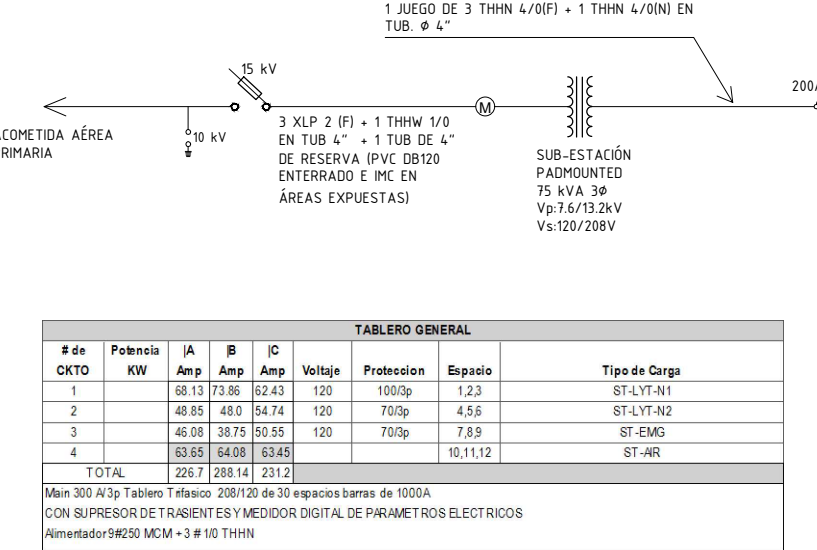 1 JUEGO DE 3 THHN 4/0(F) + 1 THHN 4/0(N) EN
TUB. Ø 4"
15 kV
200/
ACOMETIDA AÉREA
RIMARIA
10 kV
3 XLP 2 (F) + 1 THHW 1/0
EN TUB 4" + 1 TUB DE 4"
DE RESERVA (PVC DB120
ENTERRADO E IMC EN
ÁREAS EXPUESTAS)
M
SUB-ESTACIÓN
PADMOUNTED
75 kVA 3Ø
Vp:7.6/13.2kV
Vs:120/208V
TABLERO GENERAL
# de CKTO Potencia KW |A Amp |B Amp |C Amp Voltaje Proteccion Espacio Tipo de Carga
1 68.13 73.86 62.43 120 100/3p 1,2,3 ST-LYT-N1
2 48.85 48.0 54.74 120 70/3p 4,5,6 ST-LYT-N2
3 46.08 38.75 50.55 120 70/3p 7,8,9 ST-EMG
4 63.65 64.08 63.45 10,11,12 ST-AIR
TOTAL 226.7 288.14 231.2
Main 300 A/3p Tablero Trifasico 208/120 de 30 espacios barras de 1000A
CON SUPRESOR DE TRASIENTES Y MEDIDOR DIGITAL DE PARAMETROS ELECTRICOS
Alimentador 9#250 MCM + 3 # 1/0 THHN